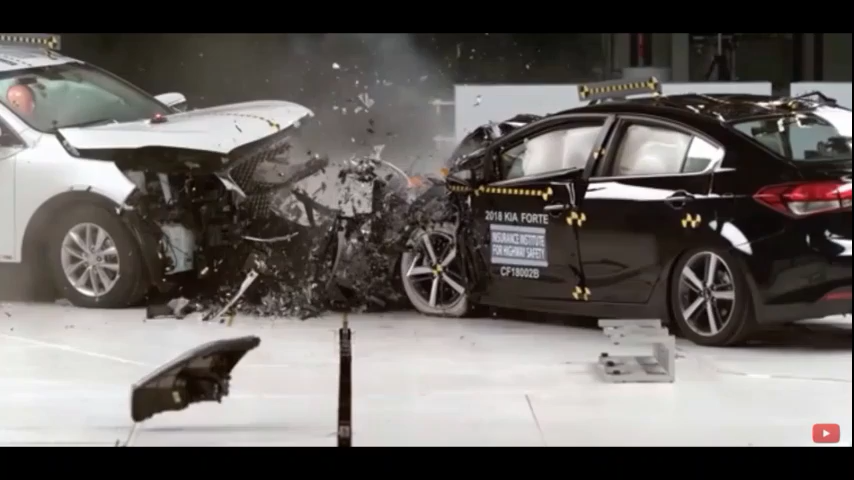 2018 KIA FORTE
INSURANCE INSTITUTE
FOR HIGHWAY SAFETY
CF18002B